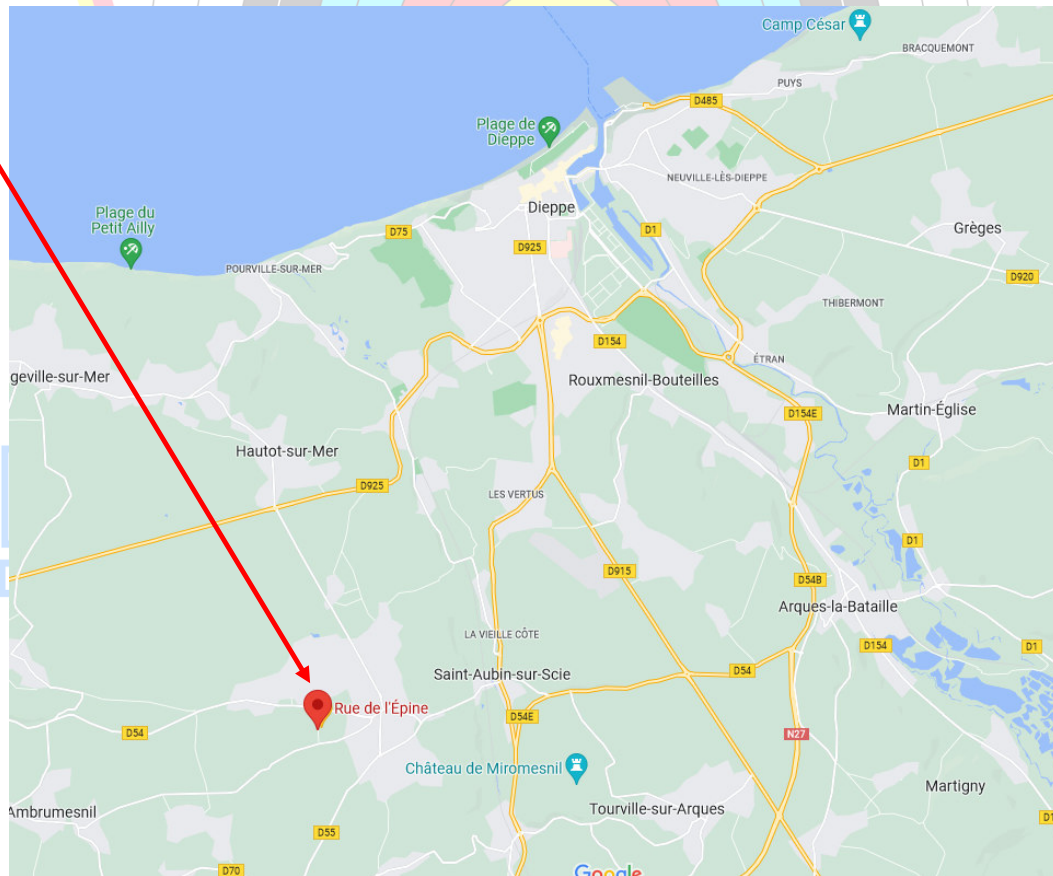 Camp César
BRACQUEMONT
PUYS
D485
Plage de
Dieppe
NEUVILLE-LÈS-DIEPPE
Plage du
Petit Ailly
Dieppe
D75
D925
D1
Grèges
POURVILLE-SUR-MER
D920
THIBERMONT
D154
ÉTRAN
geville-sur-Mer
Rouxmesnil-Bouteilles
Martin-Église
D154E
Hautot-sur-Mer
D1
D925
LES VERTUS
D1
D915
D54B
Arques-la-Bataille
LA VIEILLE CÔTE
D154
D1
Saint-Aubin-sur-Scie
D54
Rue de l'Épine
D54E
D54
N27
Château de Miromesnil
Martigny
Ambrumesnil
Tourville-sur-Arques
D1
D55
D70
Google